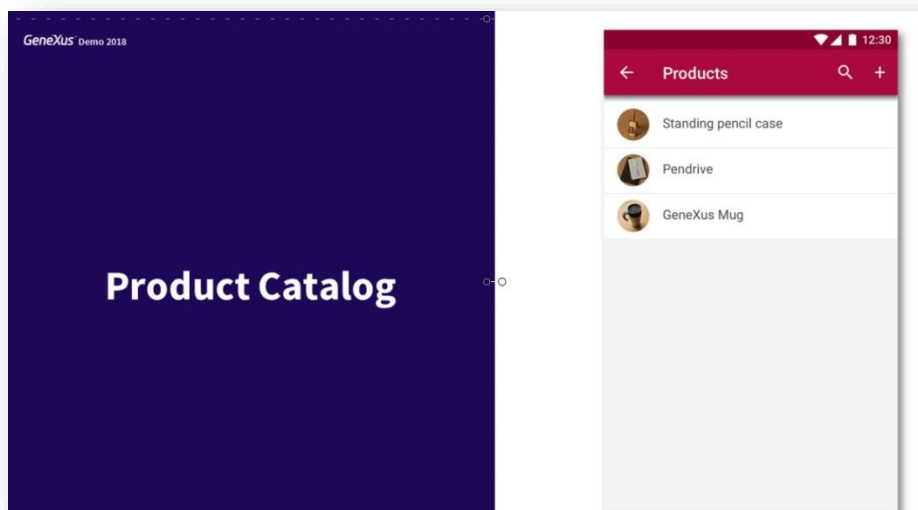 GeneXus Demo 2018
Product Catalog
12:30
Products
Standing pencil case
Pendrive
GeneXus Mug